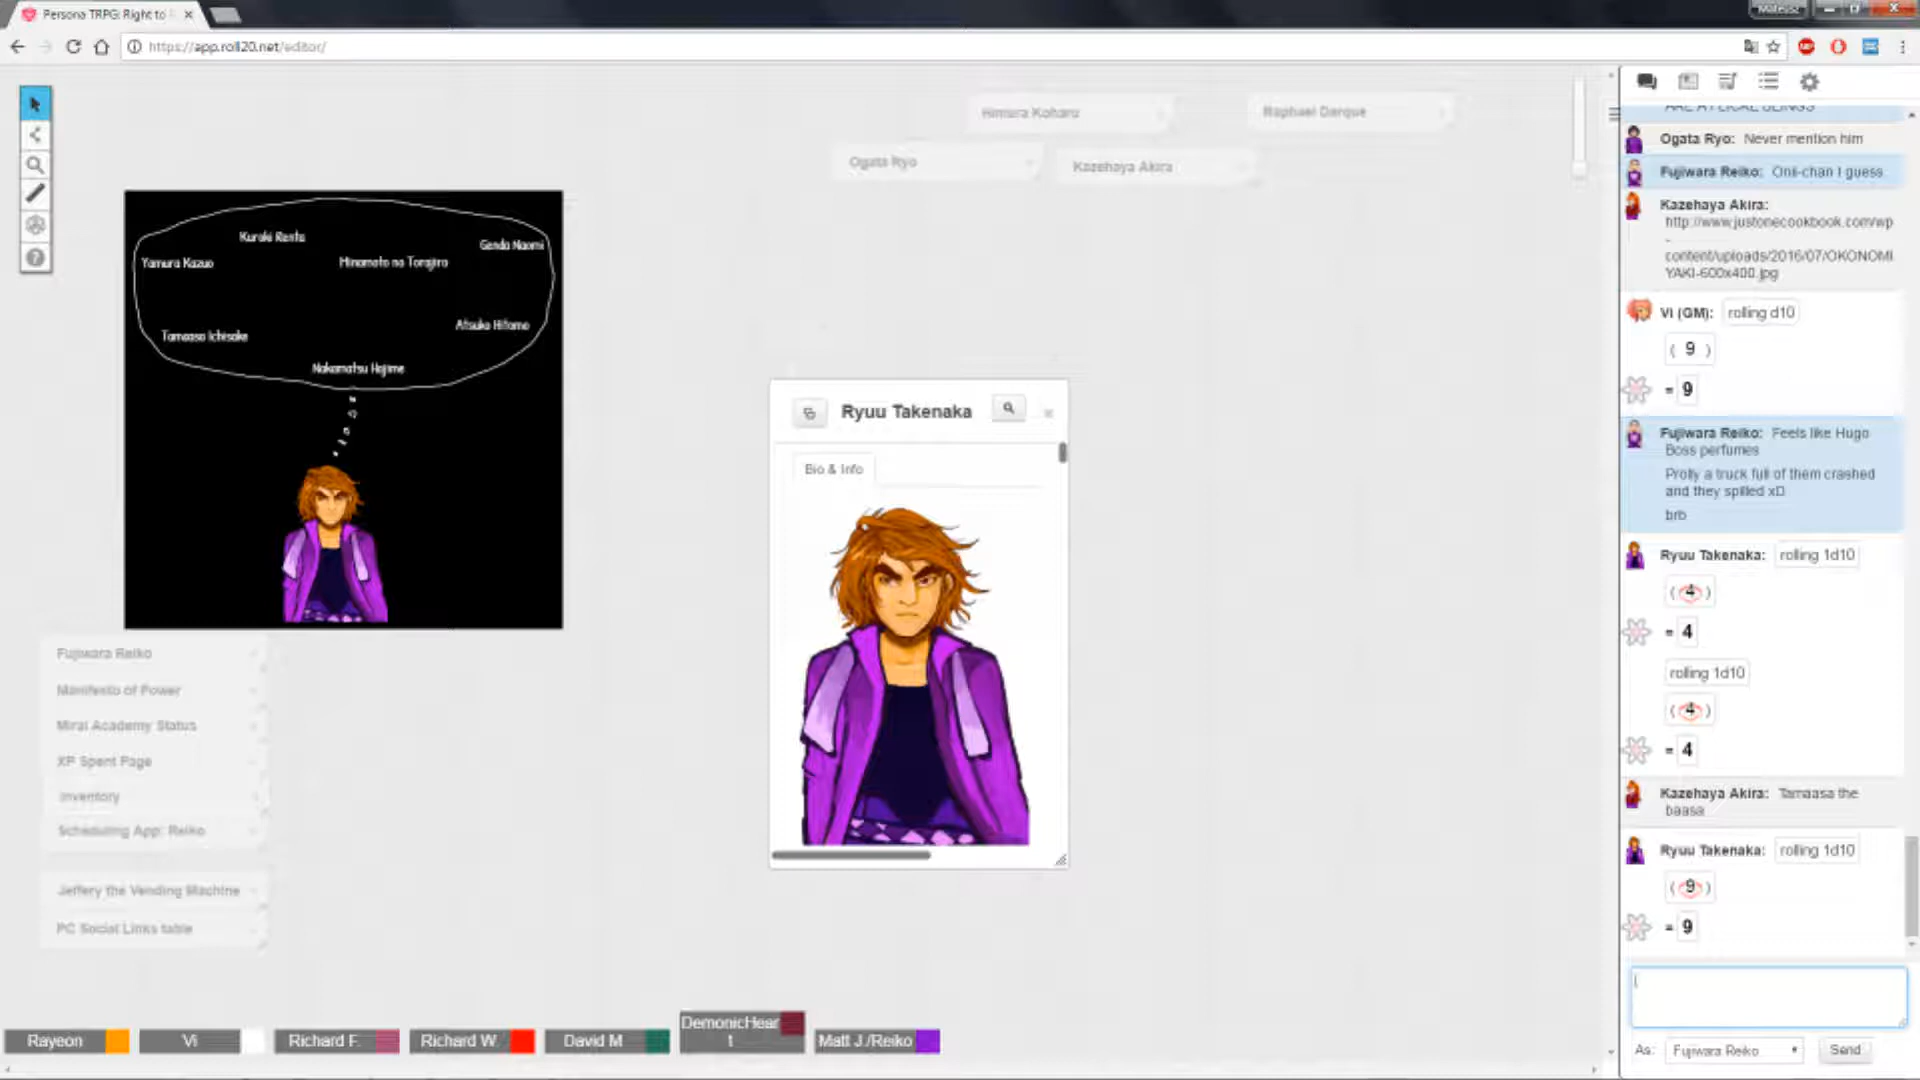 Persona TRPG: Right to
Mateusz
https://app.roll20.net/editor/
Himura Koharu
Raphael Darque
Ogata Ryo
Kazehaya Akira
Kuroki Renta
Genda Naomi
Yamura Kazuo
Minamoto no Torajiro
Atsuko Hitomo
Tamaasa Ichisake
Nakamatsu Hajime
Ryuu Takenaka
Bio & Info
Fujiwara Reiko
Manifesto of Power
Mirai Academy Status
XP Spent Page
Inventory
Scheduling App: Reiko
Jeffery the Vending Machine
PC Social Links table
Rayeon
Vi
Richard F.
Richard W.
David M
DemonicHear
t
Matt J./Reiko
Ogata Ryo: Never mention him
Fujiwara Reiko: Onii-chan I guess
Kazehaya Akira:
http://www.justonecookbook.com/wp
-
content/uploads/2016/07/OKONOMI
YAKI-600x400.jpg
Vi (GM): rolling d10
( 9 )
= 9
Fujiwara Reiko: Feels like Hugo
Boss perfumes
Prolly a truck full of them crashed
and they spilled xD
brb
Ryuu Takenaka: rolling 1d10
( 4 )
= 4
rolling 1d10
( 4 )
= 4
Kazehaya Akira: Tamaasa the
baasa
Ryuu Takenaka: rolling 1d10
( 9 )
= 9
As: Fujiwara Reiko
Send